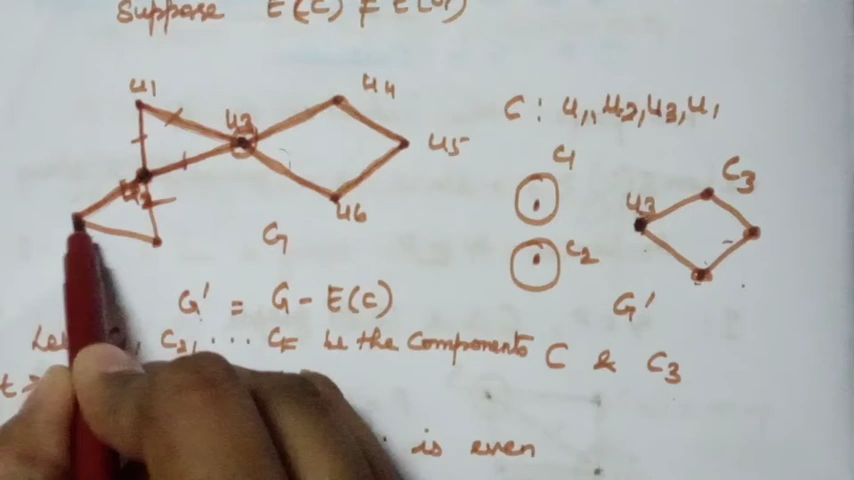 Suppose E(C) ≠ E(G)
u1
u4
u3
C : u1, u2, u3, u1
u5
C1
C3
u2
u3
u6
G
C2
G' = G - E(C)
G'
C2, ... be the Components C & C3
is even